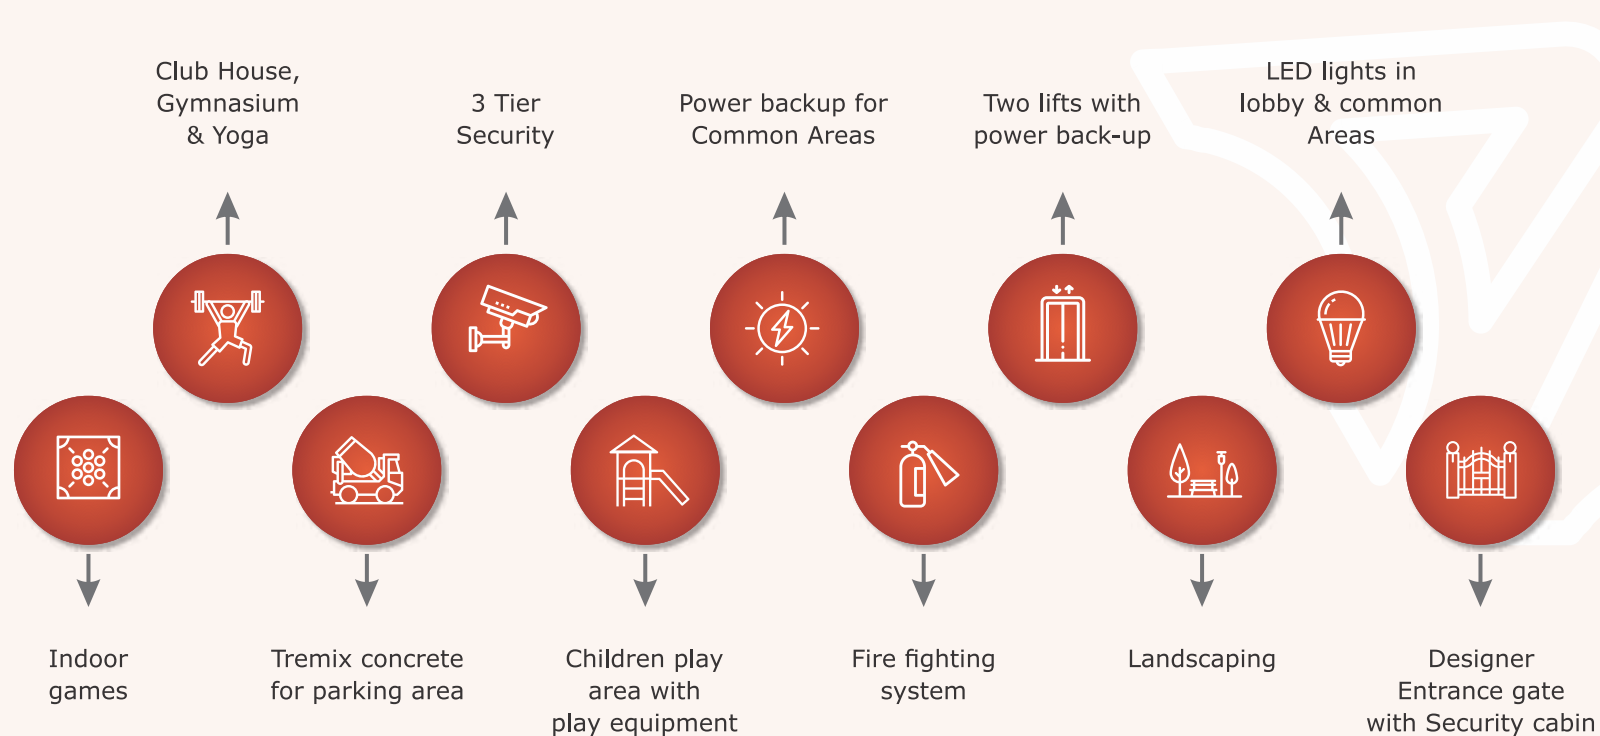 Club House,
Gymnasium
& Yoga
3 Tier
Security
Power backup for
Common Areas
Two lifts with
power back-up
LED lights in
lobby & common
Areas
Indoor
games
Tremix concrete
for parking area
Children play
area with
play equipment
Fire fighting
system
Landscaping
Designer
Entrance gate
with Security cabin